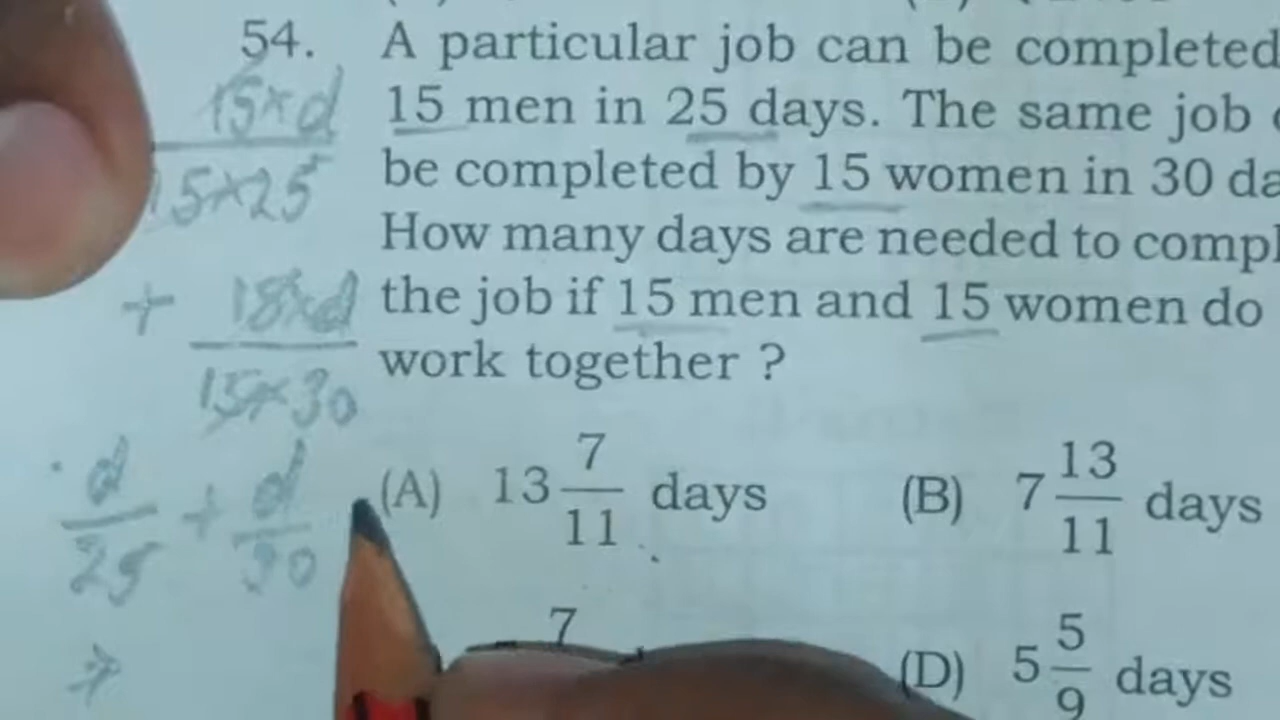 54. A particular job can be completed
15 men in 25 days. The same job
be completed by 15 women in 30 da
How many days are needed to compl
the job if 15 men and 15 women do
work together ?
(A) 13 7/11 days (B) 7 13/11 days
7
(D) 5 5/9 days
15×d
15×25
+ 15×d
15×30
d/25 + d/30